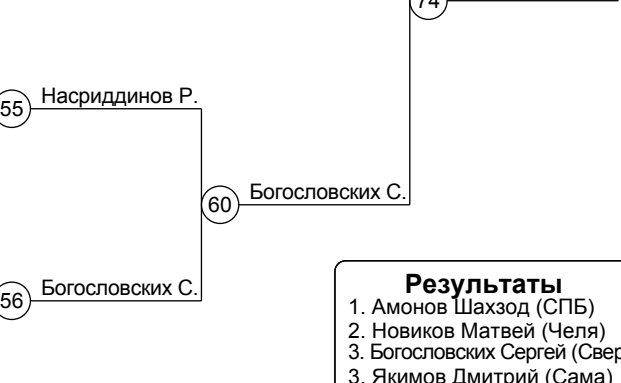 74
Насриддинов Р.
55
Богословских С.
60
Богословских С.
56
Результаты
1. Амонов Шахзод (СПБ)
2. Новиков Матвей (Челя)
3. Богословских Сергей (Свер
3. Якимов Дмитрий (Сама)